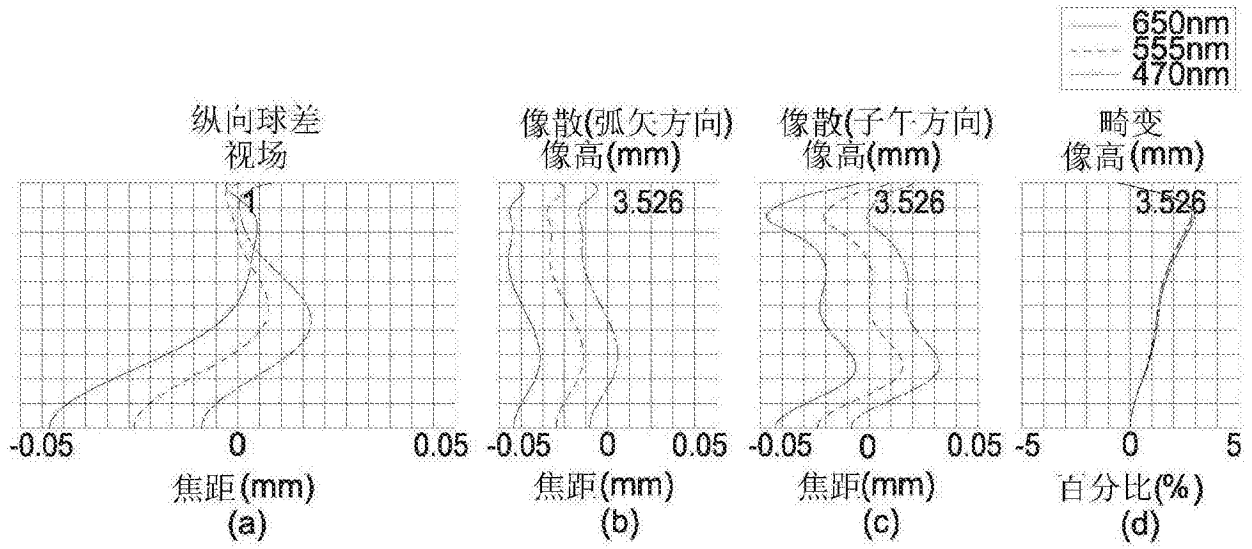 650nm
555nm
470nm
纵向球差
视场
像散(弧矢方向)
像高(mm)
像散(子午方向)
像高(mm)
畸变
像高(mm)
1
3.526
3.526
3.526
-0.05 0 0.05
-0.05 0 0.05
-0.05 0 0.05
-5 0 5
焦距(mm)
焦距(mm)
焦距(mm)
百分比(%)
(a)
(b)
(c)
(d)